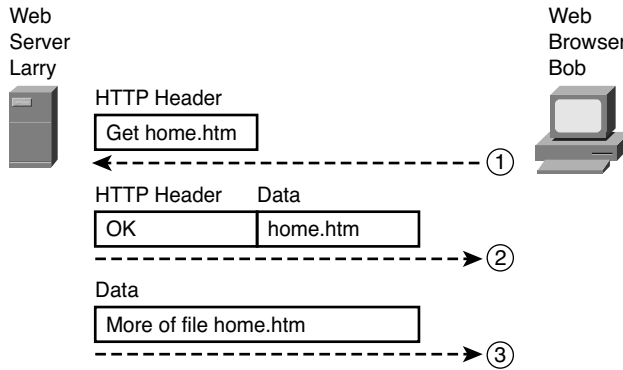 Web
Server
Larry
Web
Browser
Bob
HTTP Header
Get home.htm
1
HTTP Header Data
OK home.htm
2
Data
More of file home.htm
3